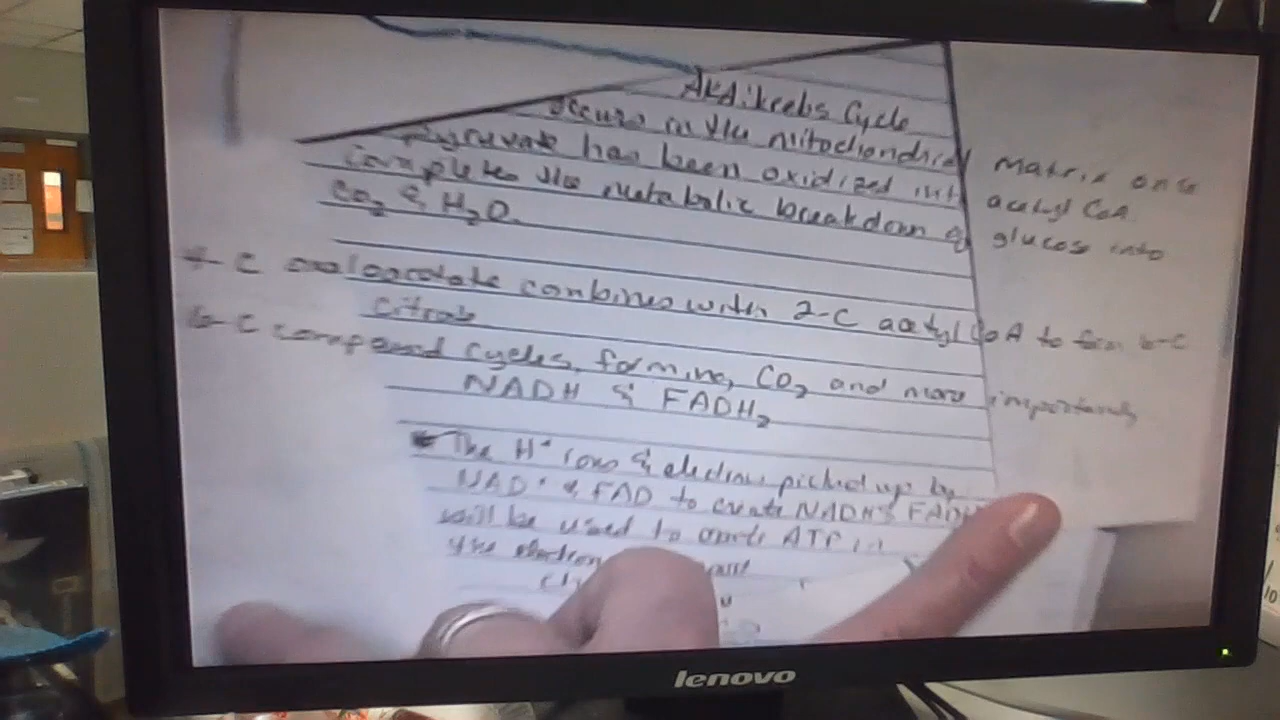 AKA: Krebs Cycle
occurs in the mitochondrial matrix once
Pyruvate has been oxidized into acetyl CoA
Completes the metabolic breakdown of glucose into
CO₂ & H₂O.
4-C oxaloacetate combines with 2-C acetyl CoA to form 6-C
citrate
6-C compound cycles, forming CO₂ and more importantly
NADH & FADH₂
The H⁺ ions & electrons picked up by
NAD⁺ & FAD to create NADH & FADH
will be used to create ATP in
the electron
lenovo